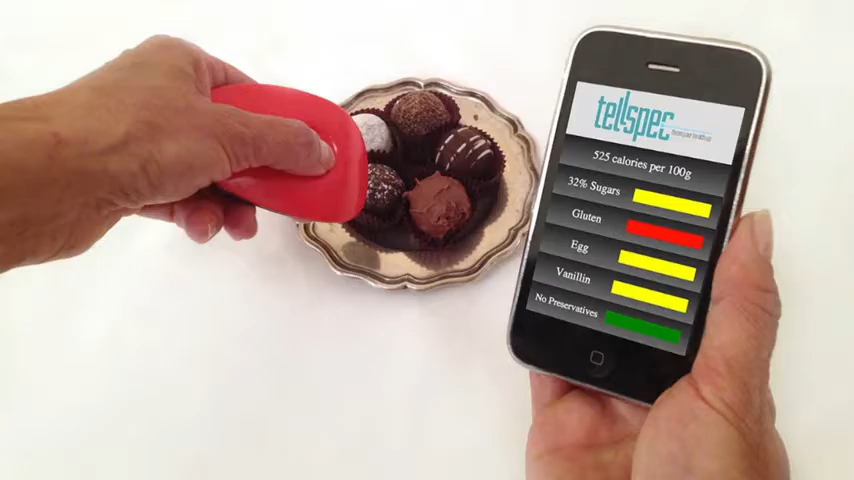 tellspec
525 calories per 100g
32% Sugars
Gluten
Egg
Vanillin
No Preservatives